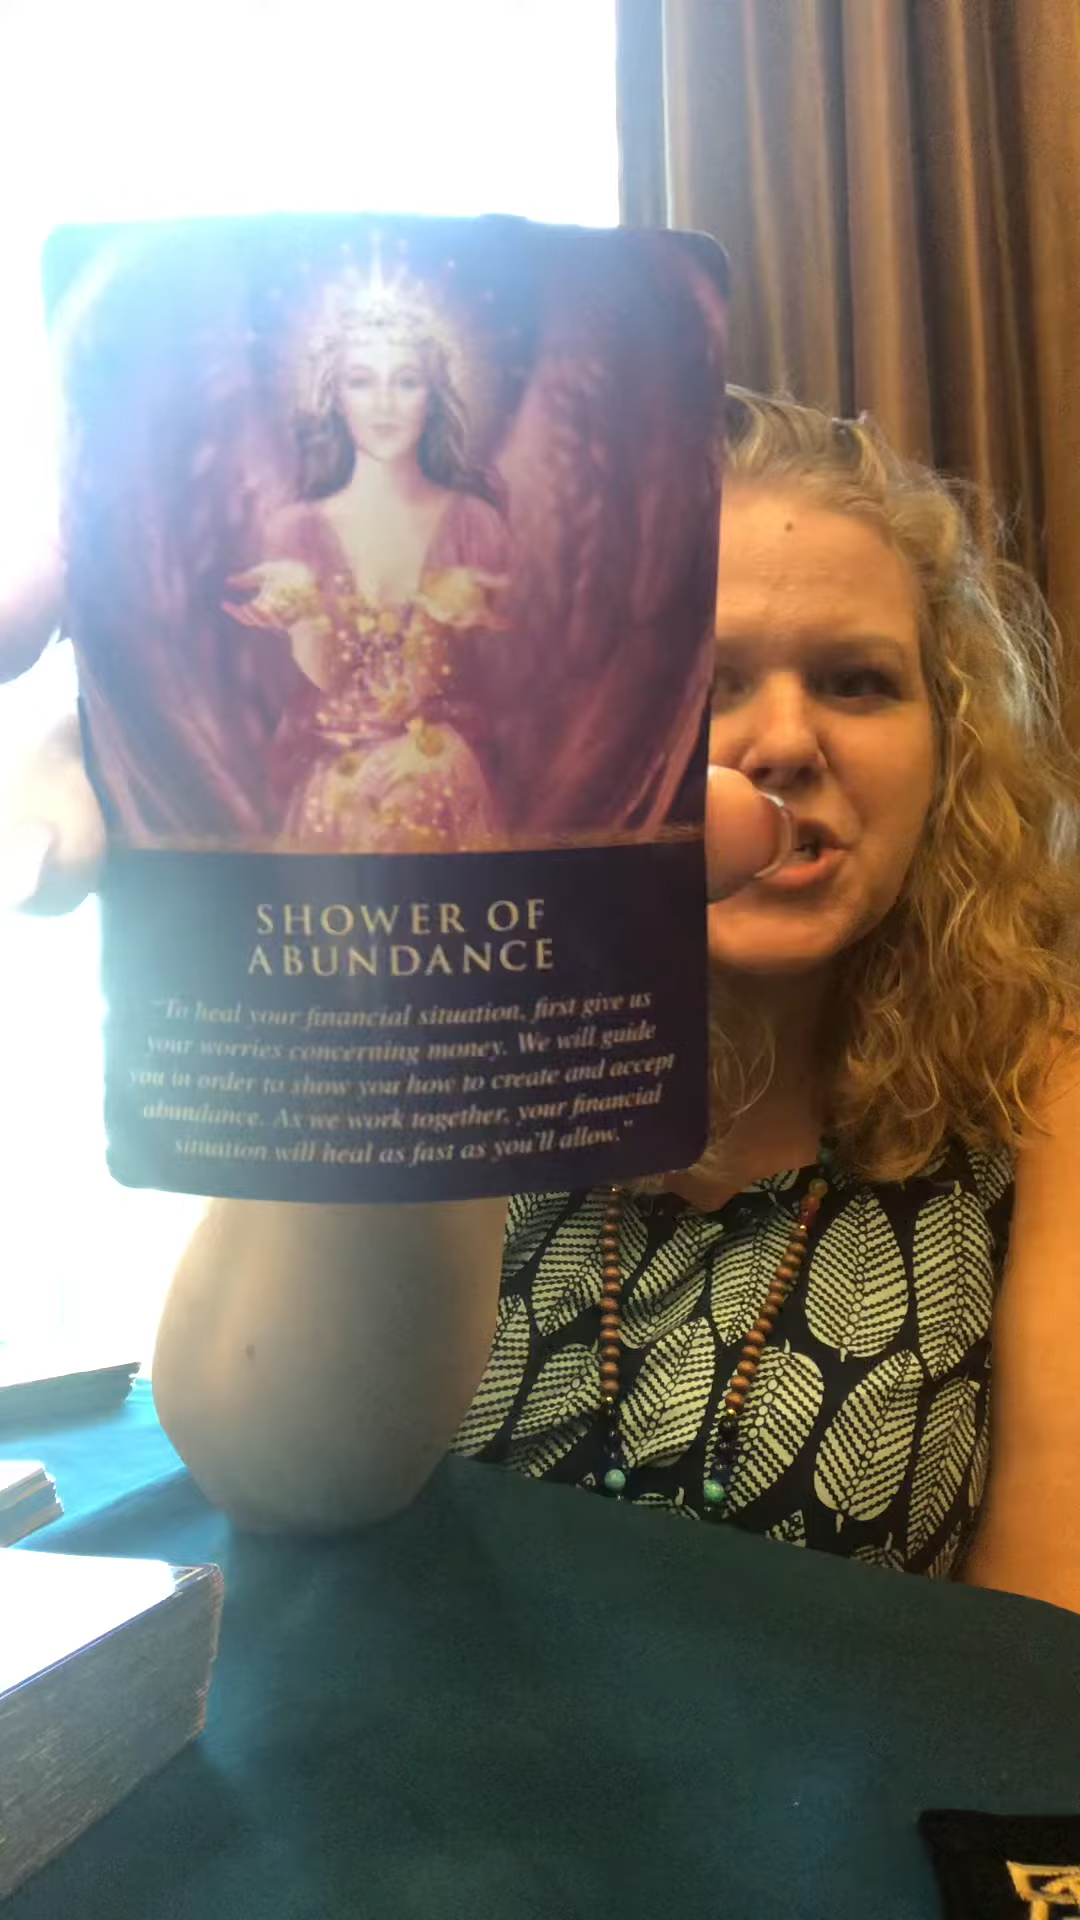 SHOWER OF
ABUNDANCE
"To heal your financial situation, first give us
your worries concerning money. We will guide
you in order to show you how to create and accept
abundance. As we work together, your financial
situation will heal as fast as you'll allow."